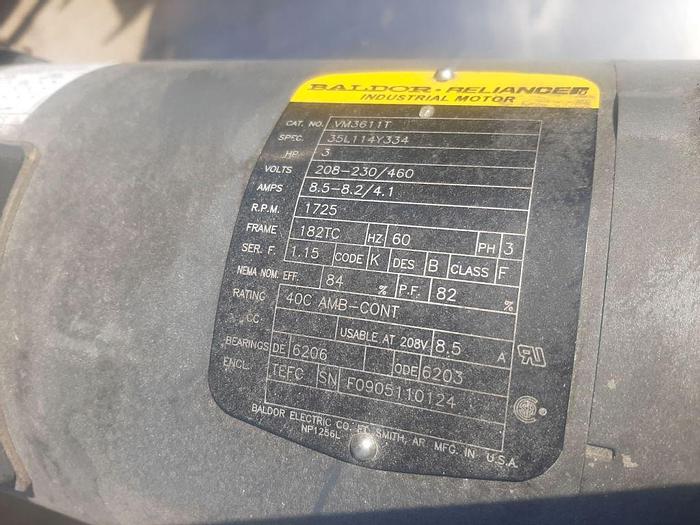 BALDOR • RELIANCE
INDUSTRIAL MOTOR
CAT. NO. VM3611T
SPEC. 35L114Y334
HP 3
VOLTS 208-230/460
AMPS 8.5-8.2/4.1
R.P.M. 1725
FRAME 182TC HZ 60 PH 3
SER. F. 1.15 CODE K DES B CLASS F
NEMA NOM. EFF. 84 % P.F. 82 %
RATING 40C AMB-CONT
CC USABLE AT 208V 8.5 A
BEARINGS DE 6206 ODE 6203
ENCL. TEFC SN F0905110124
BALDOR ELECTRIC CO. FT. SMITH, AR. MFG. IN U.S.A.
NP1256L